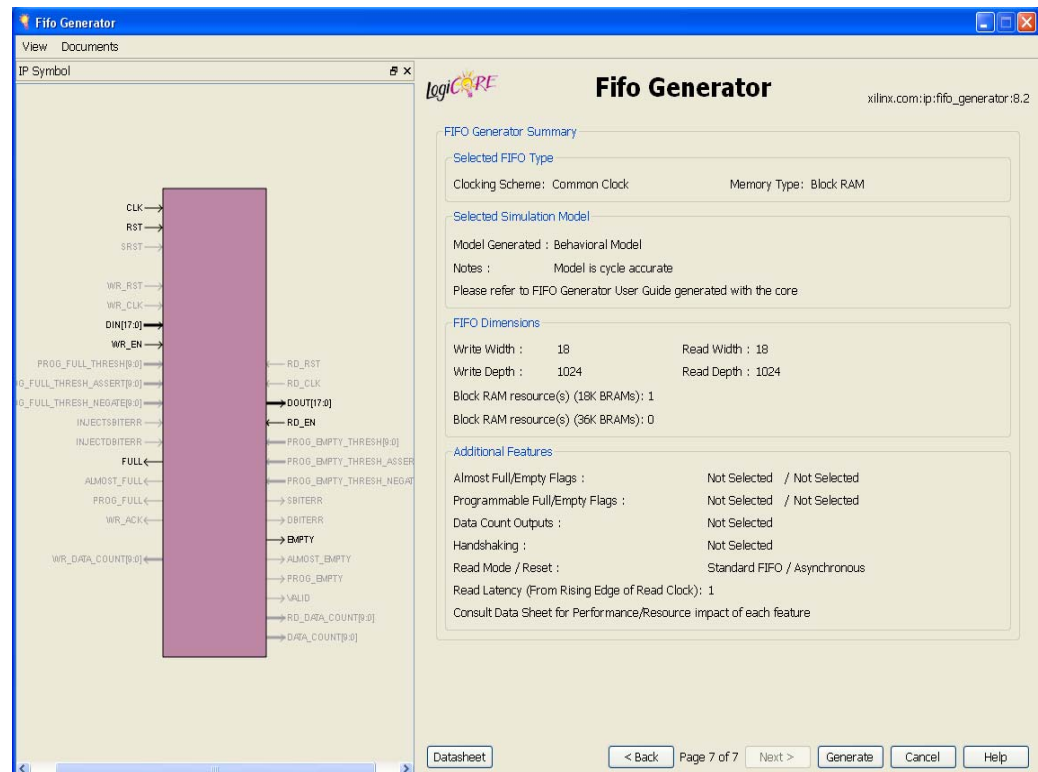 Fifo Generator
View Documents
IP Symbol
CLK
RST
SRST
WR_RST
WR_CLK
DIN[17:0]
WR_EN
PROG_FULL_THRESH[9:0]
G_FULL_THRESH_ASSERT[9:0]
G_FULL_THRESH_NEGATE[9:0]
INJECTSBITERR
INJECTDBITERR
FULL
ALMOST_FULL
PROG_FULL
WR_ACK
WR_DATA_COUNT[9:0]
RD_RST
RD_CLK
DOUT[17:0]
RD_EN
PROG_EMPTY_THRESH[9:0]
PROG_EMPTY_THRESH_ASSER
PROG_EMPTY_THRESH_NEGAT
SBITERR
DBITERR
EMPTY
ALMOST_EMPTY
PROG_EMPTY
VALID
RD_DATA_COUNT[9:0]
DATA_COUNT[9:0]
LogiCORE
Fifo Generator
xilinx.com:ip:fifo_generator:8.2
FIFO Generator Summary
Selected FIFO Type
Clocking Scheme: Common Clock Memory Type: Block RAM
Selected Simulation Model
Model Generated : Behavioral Model
Notes : Model is cycle accurate
Please refer to FIFO Generator User Guide generated with the core
FIFO Dimensions
Write Width : 18 Read Width : 18
Write Depth : 1024 Read Depth : 1024
Block RAM resource(s) (18K BRAMs): 1
Block RAM resource(s) (36K BRAMs): 0
Additional Features
Almost Full/Empty Flags : Not Selected / Not Selected
Programmable Full/Empty Flags : Not Selected / Not Selected
Data Count Outputs : Not Selected
Handshaking : Not Selected
Read Mode / Reset : Standard FIFO / Asynchronous
Read Latency (From Rising Edge of Read Clock): 1
Consult Data Sheet for Performance/Resource impact of each feature
Datasheet < Back Page 7 of 7 Next > Generate Cancel Help